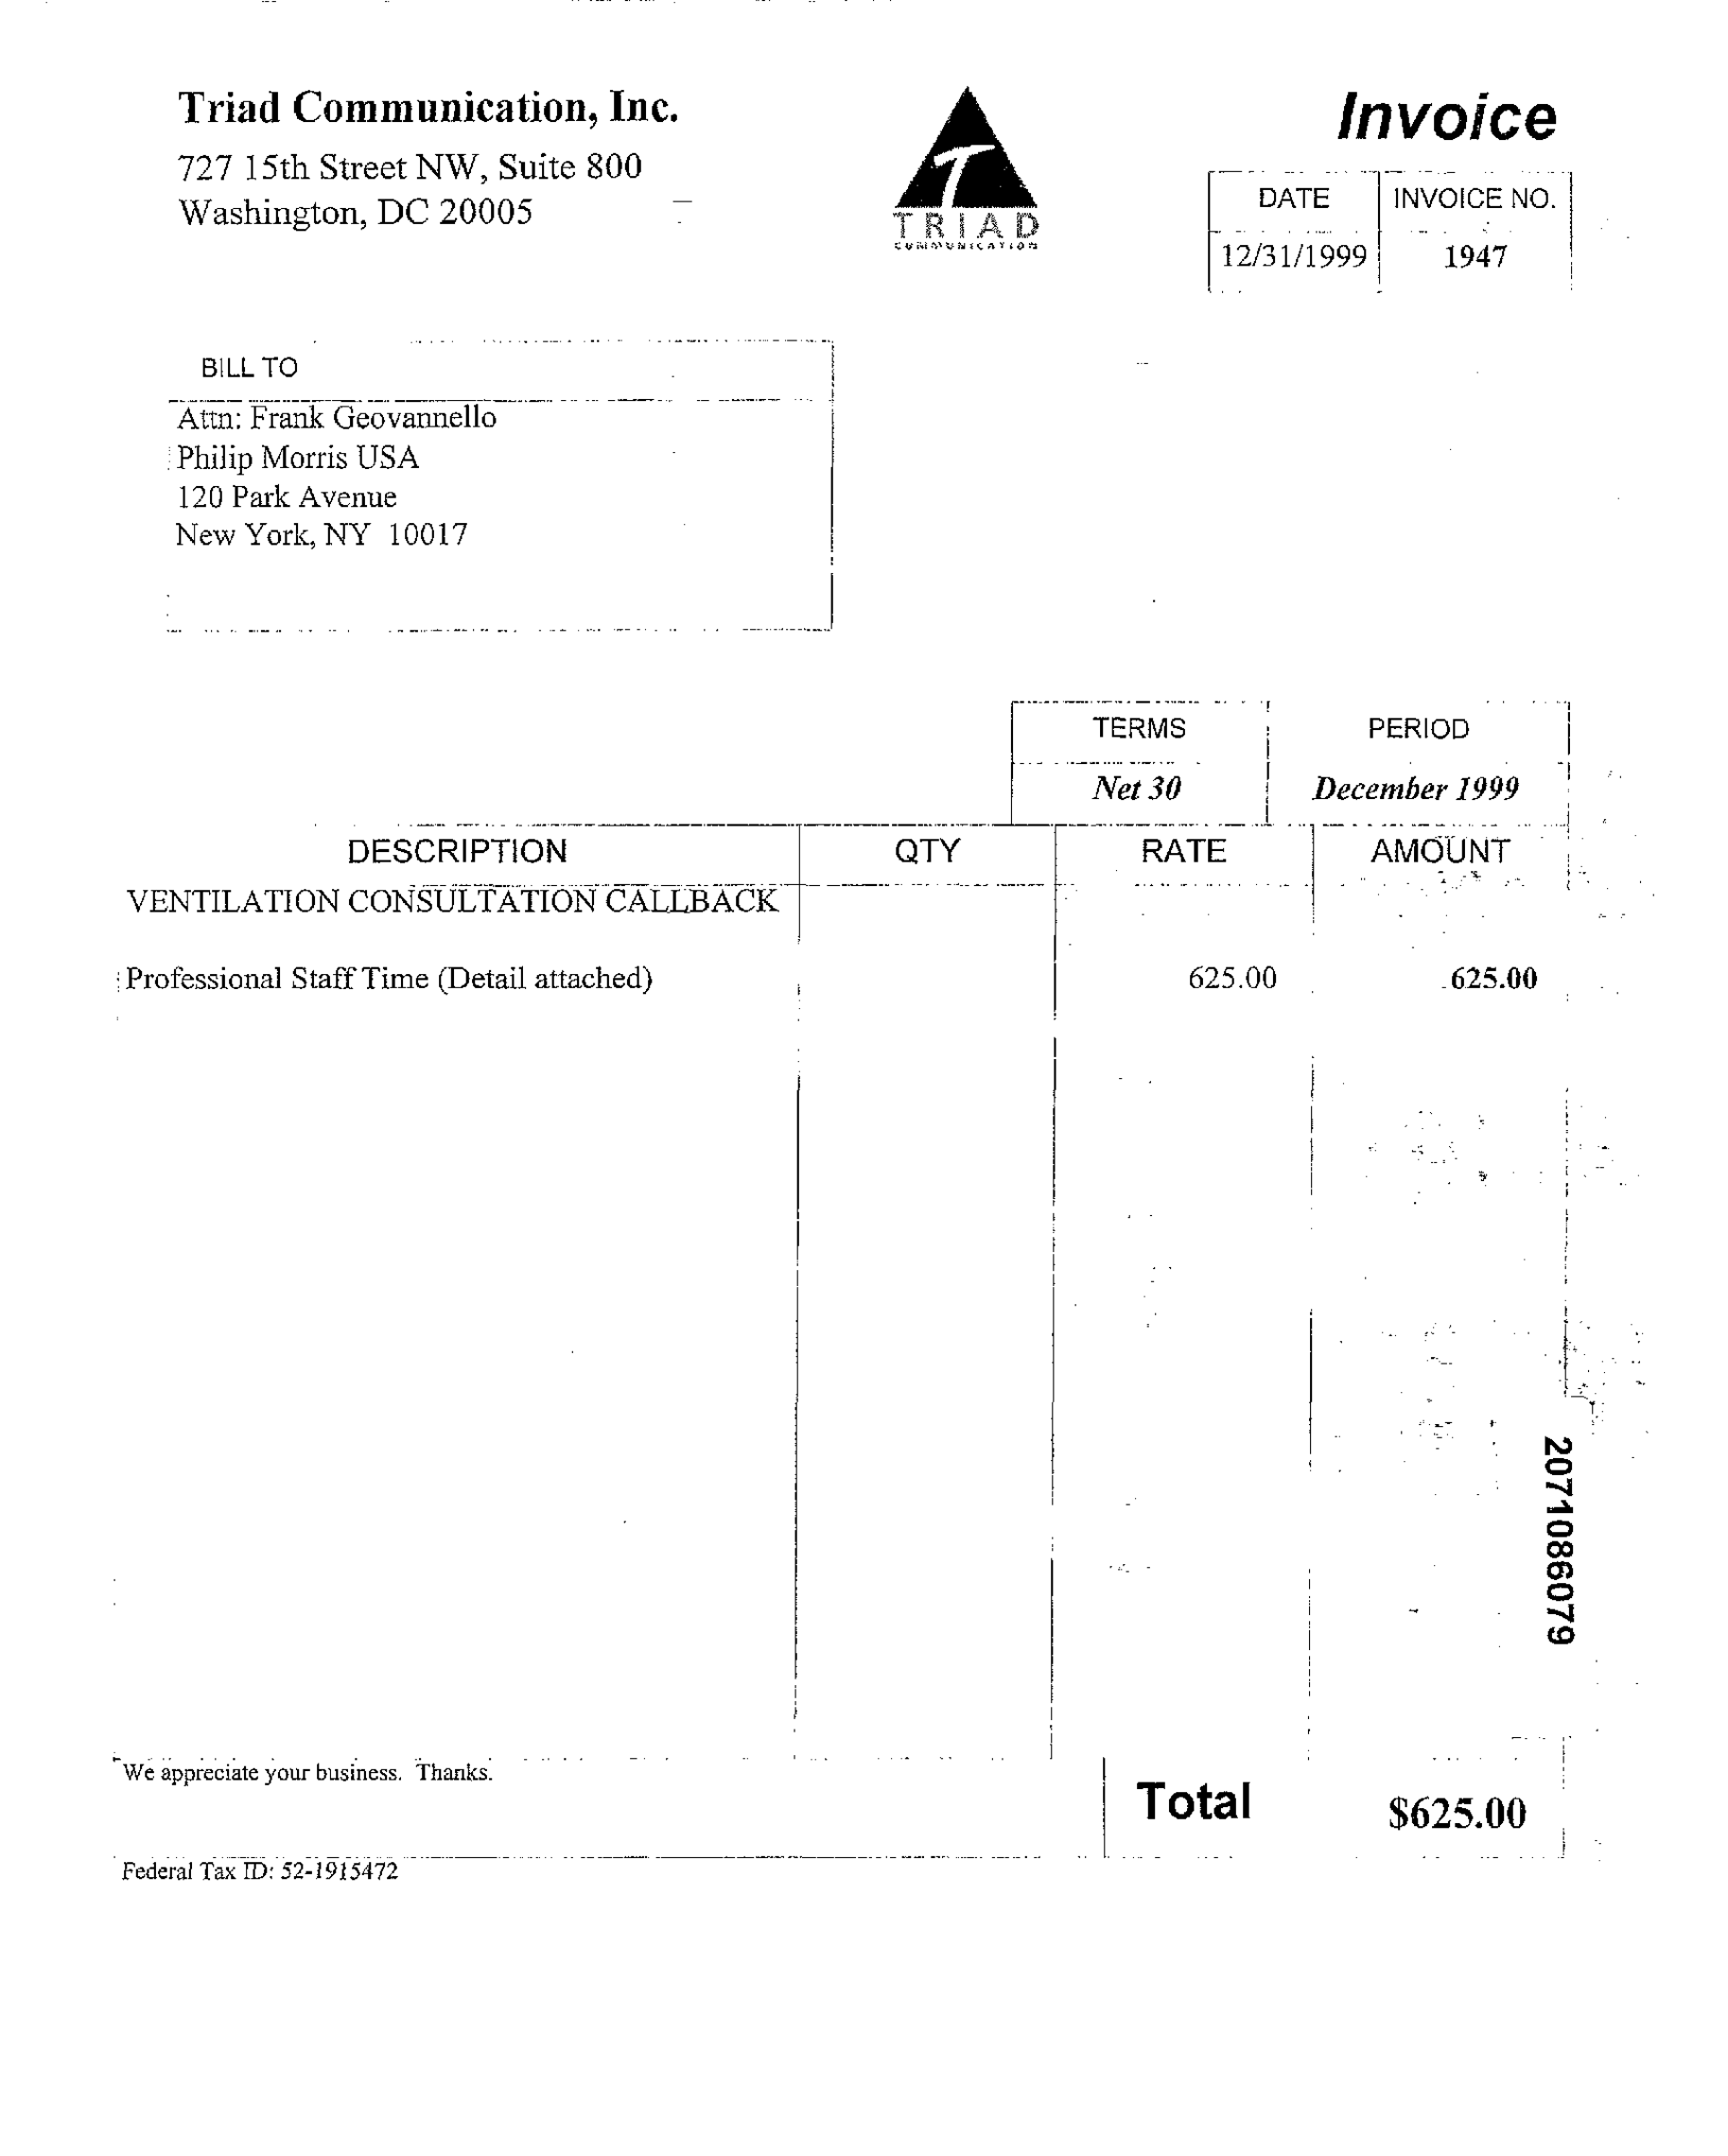 Triad Communication, Inc.
727 15th Street NW, Suite 800
Washington, DC 20005
TRIAD
COMMUNICATION
Invoice
DATE INVOICE NO.
12/31/1999 1947
BILL TO
Attn: Frank Geovannello
Philip Morris USA
120 Park Avenue
New York, NY 10017
TERMS PERIOD
Net 30 December 1999
DESCRIPTION QTY RATE AMOUNT
VENTILATION CONSULTATION CALLBACK
Professional Staff Time (Detail attached) 625.00 625.00
2071086079
We appreciate your business. Thanks.
Total $625.00
Federal Tax ID: 52-1915472